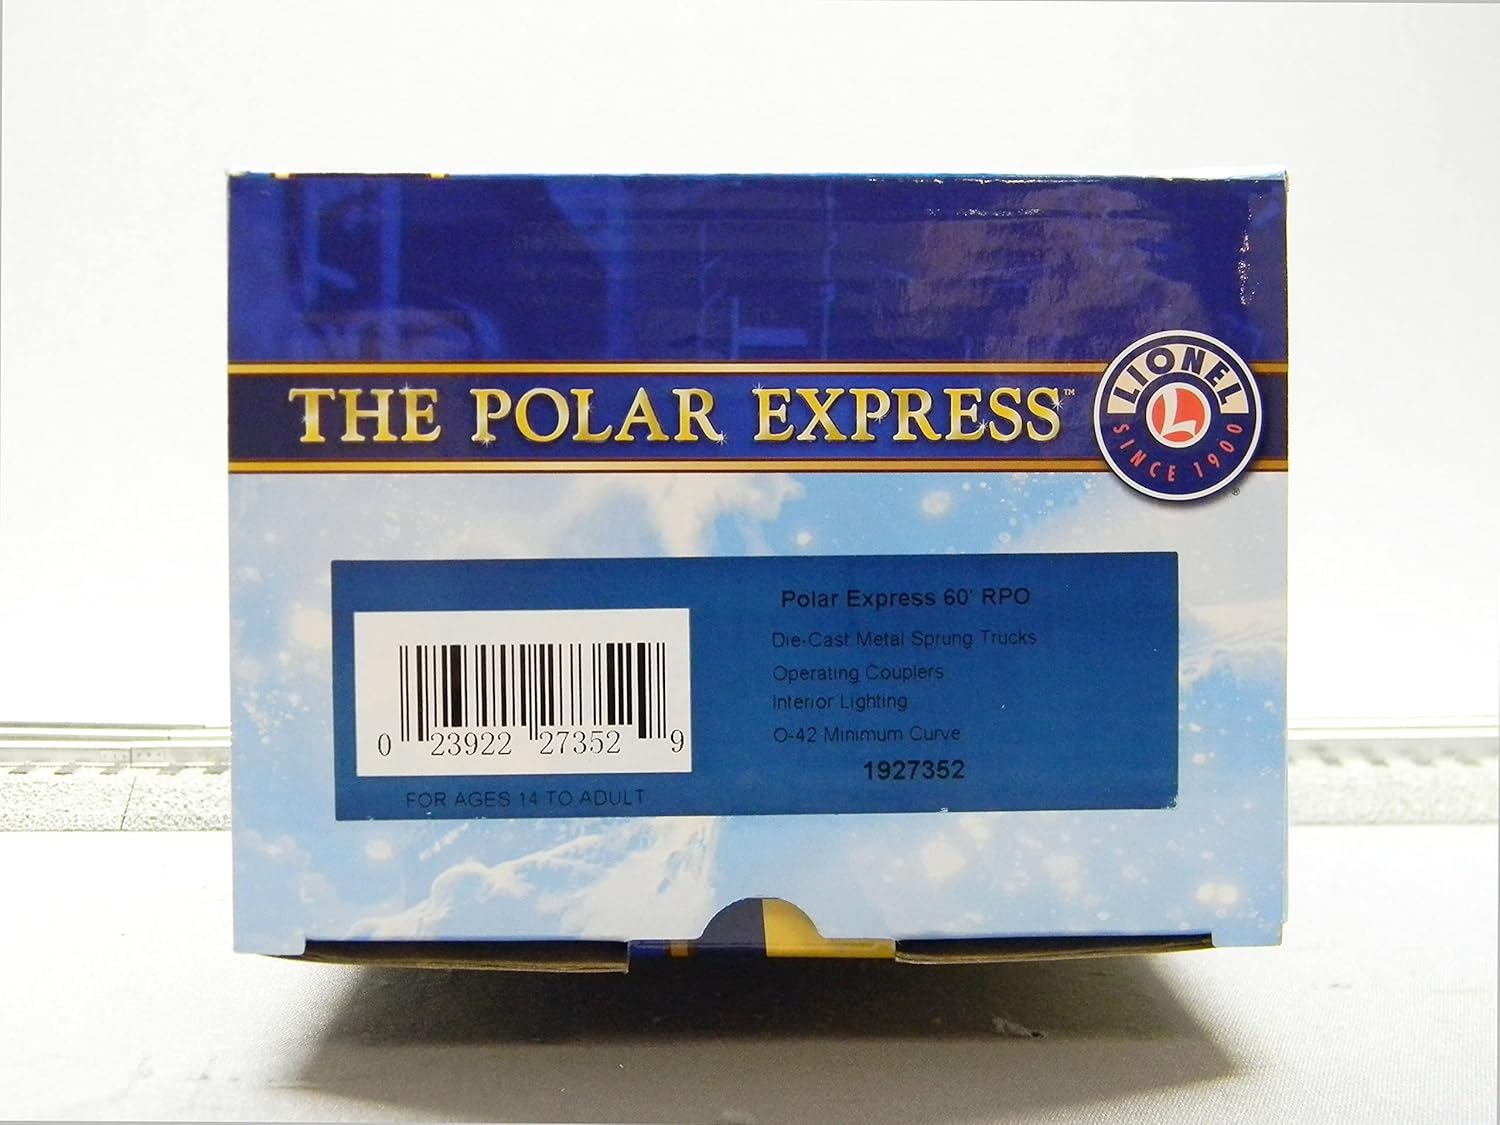 THE POLAR EXPRESS™
LIONEL
L
SINCE 1900
®
Polar Express 60' RPO
Die-Cast Metal Sprung Trucks
Operating Couplers
Interior Lighting
O-42 Minimum Curve
1927352
0 23922 27352 9
FOR AGES 14 TO ADULT